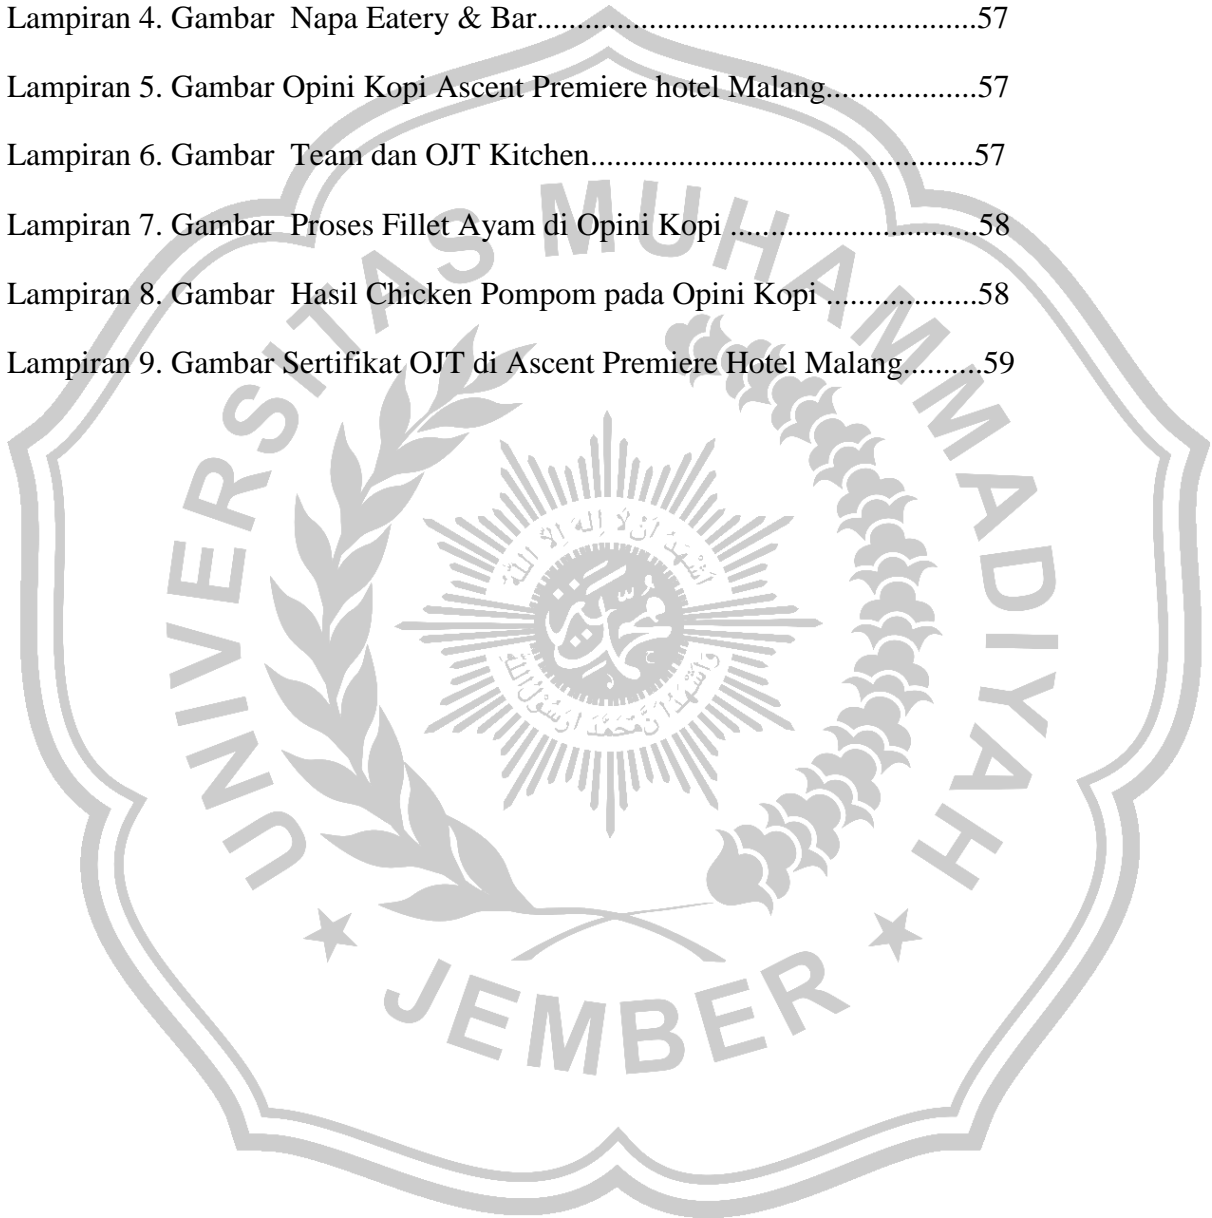 Lampiran 4. Gambar  Napa Eatery & Bar......................................................57
Lampiran 5. Gambar Opini Kopi Ascent Premiere hotel Malang...................57
Lampiran 6. Gambar  Team dan OJT Kitchen...............................................57
Lampiran 7. Gambar  Proses Fillet Ayam di Opini Kopi ..............................58
Lampiran 8. Gambar  Hasil Chicken Pompom pada Opini Kopi ...................58
Lampiran 9. Gambar Sertifikat OJT di Ascent Premiere Hotel Malang..........59
UNIVERSITAS MUHAMMADIYAH
JEMBER